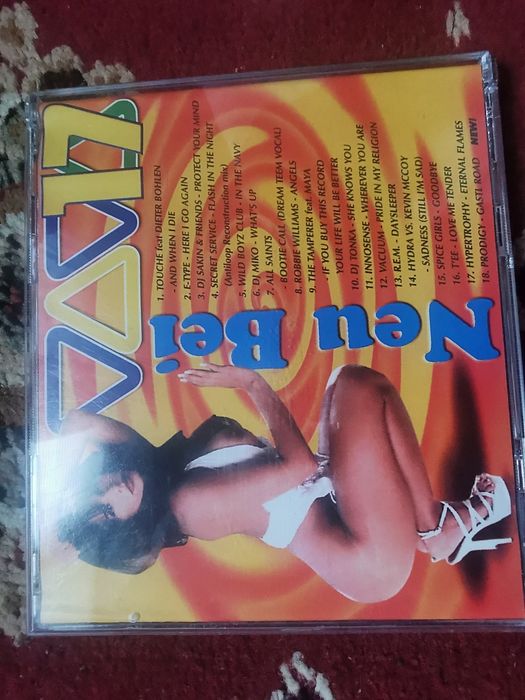 Neu Bei
VIVA 17
1. TOUCHE feat DIETER BOHLEN
- AND WHEN I DIE
2. E-TYPE - HERE I GO AGAIN
3. DJ SAKIN & FRIENDS - PROTECT YOUR MIND
4. SECRET SERVICE - FLASH IN THE NIGHT
(Antiloop Reconstruction mix)
5. WILD BOYZ CLUB - IN THE NAVY
6. DJ MIKO - WHAT'S UP
7. ALL SAINTS
- BOOTIE CALL (DREAM TEEM VOCAL)
8. ROBBIE WILLIAMS - ANGELS
9. THE TAMPERER feat. MAYA
- IF YOU BUY THIS RECORD
YOUR LIFE WILL BE BETTER
10. DJ TONKA - SHE KNOWS YOU
11. INNOSENSE - WHEREVER YOU ARE
12. VACUUM - PRIDE IN MY RELIGION
13. R.E.M. - DAYSLEEPER
14. HYDRA VS. KEVIN MCCOY
- SADNESS (STILL I'M SAD)
15. SPICE GIRLS - GOODBYE
16. T'EE - LOVE ME TENDER
17. HYPERTROPHY - ETERNAL FLAMES
18. PRODIGY - GASTL ROAD NEW!